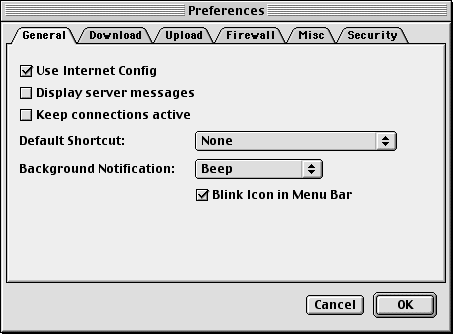 Preferences
General Download Upload Firewall Misc Security
Use Internet Config
Display server messages
Keep connections active
Default Shortcut: None
Background Notification: Beep
Blink Icon in Menu Bar
Cancel OK